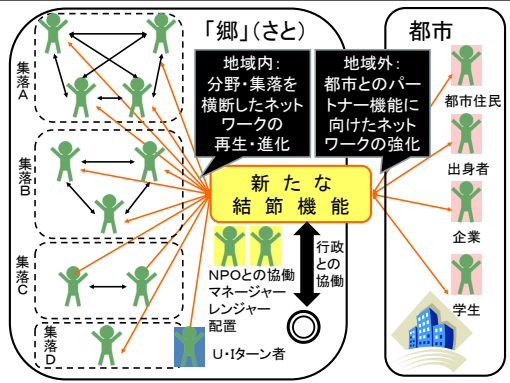 「郷」(さと)
都市
集落A
地域内:
分野・集落を
横断したネット
ワークの
再生・進化
地域外:
都市とのパー
トナー機能に
向けたネット
ワークの強化
都市住民
集落B
出身者
新たな
結節機能
企業
行政
との
協働
集落C
NPOとの協働
マネージャー
レンジャー
配置
学生
集落D
U・Iターン者